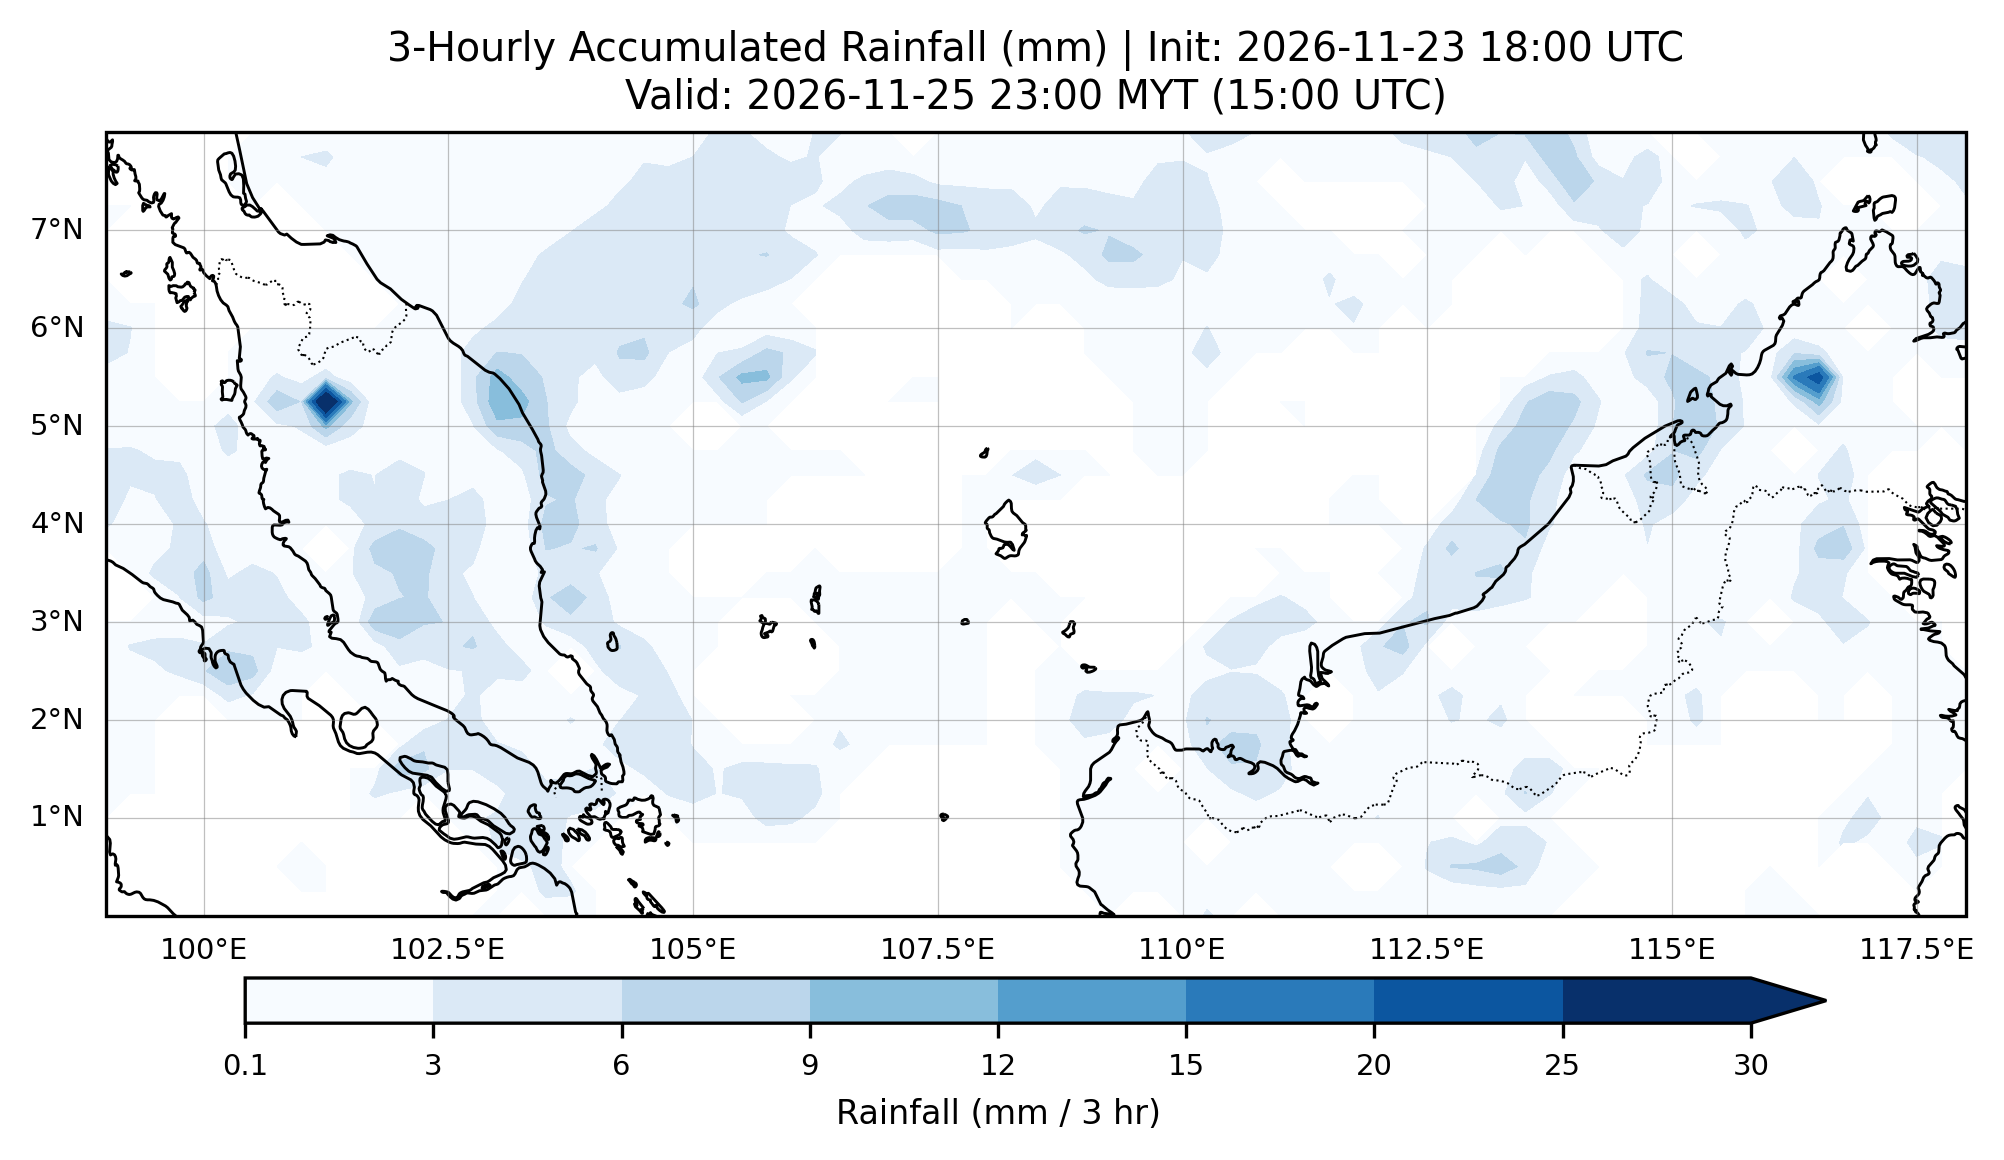 3-Hourly Accumulated Rainfall (mm) | Init: 2026-11-23 18:00 UTC
Valid: 2026-11-25 23:00 MYT (15:00 UTC)
7°N
6°N
5°N
4°N
3°N
2°N
1°N
100°E 102.5°E 105°E 107.5°E 110°E 112.5°E 115°E 117.5°E
0.1 3 6 9 12 15 20 25 30
Rainfall (mm / 3 hr)